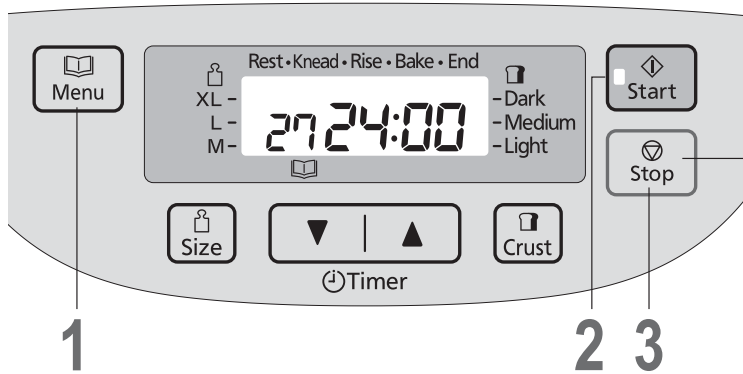 Rest • Knead • Rise • Bake • End
Menu
XL –
L –
M –
27 24:00
– Dark
– Medium
– Light
Start
Stop
Size
▼ | ▲
Crust
Timer
1
2
3